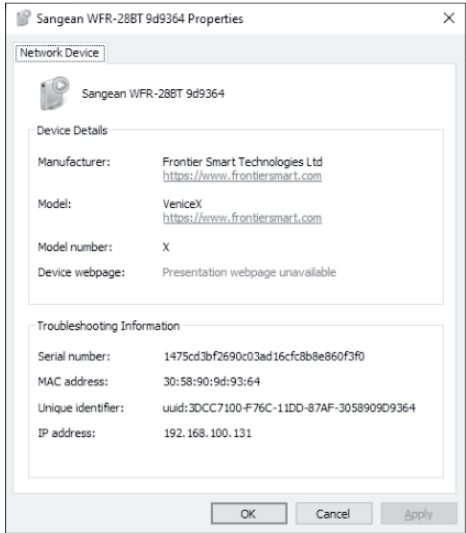 Sangean WFR-28BT 9d9364 Properties
Network Device
Sangean WFR-28BT 9d9364
Device Details
Manufacturer: Frontier Smart Technologies Ltd
https://www.frontiersmart.com
Model: VeniceX
https://www.frontiersmart.com
Model number: X
Device webpage: Presentation webpage unavailable
Troubleshooting Information
Serial number: 1475cd3bf2690c03ad16cfc8b8e860f3f0
MAC address: 30:58:90:9d:93:64
Unique identifier: uuid:3DCC7100-F76C-11DD-87AF-3058909D9364
IP address: 192.168.100.131
OK Cancel Apply